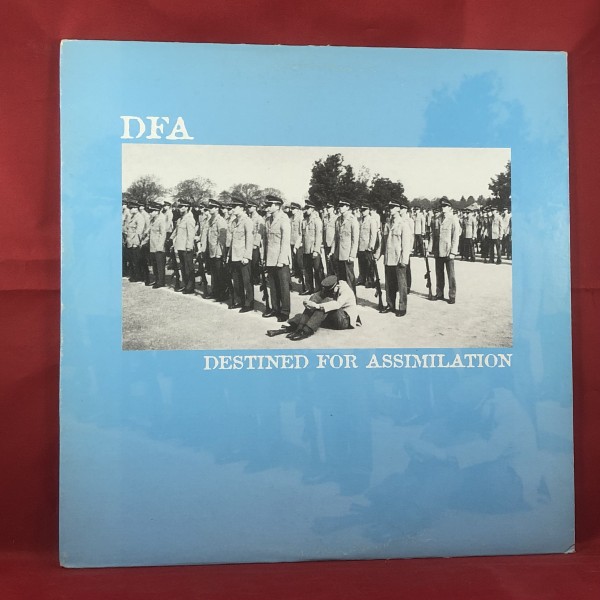 DFA
DESTINED FOR ASSIMILATION